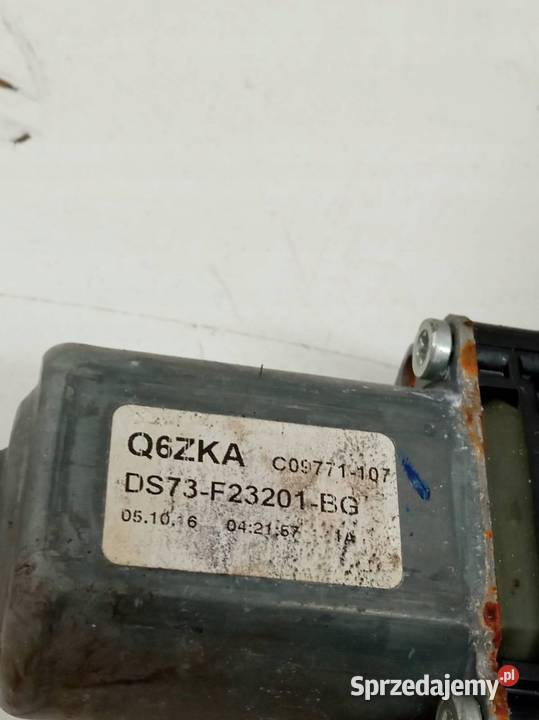 Q6ZKA C09771-107
DS73-F23201-BG
05.10.16 04:21:57 1A
Sprzedajemy.pl